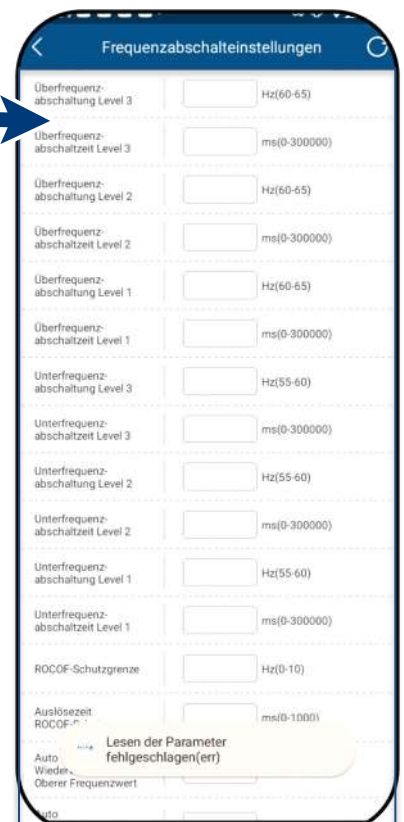 Frequenzabschalteinstellungen
Überfrequenz-
abschaltung Level 3
Hz(60-65)
Überfrequenz-
abschaltzeit Level 3
ms(0-300000)
Überfrequenz-
abschaltung Level 2
Hz(60-65)
Überfrequenz-
abschaltzeit Level 2
ms(0-300000)
Überfrequenz-
abschaltung Level 1
Hz(60-65)
Überfrequenz-
abschaltzeit Level 1
ms(0-300000)
Unterfrequenz-
abschaltung Level 3
Hz(55-60)
Unterfrequenz-
abschaltzeit Level 3
ms(0-300000)
Unterfrequenz-
abschaltung Level 2
Hz(55-60)
Unterfrequenz-
abschaltzeit Level 2
ms(0-300000)
Unterfrequenz-
abschaltung Level 1
Hz(55-60)
Unterfrequenz-
abschaltzeit Level 1
ms(0-300000)
ROCOF-Schutzgrenze
Hz(0-10)
Auslösezeit
ms(0-1000)
Lesen der Parameter
fehlgeschlagen(err)
Auto
Oberer Frequenzwert
Auto